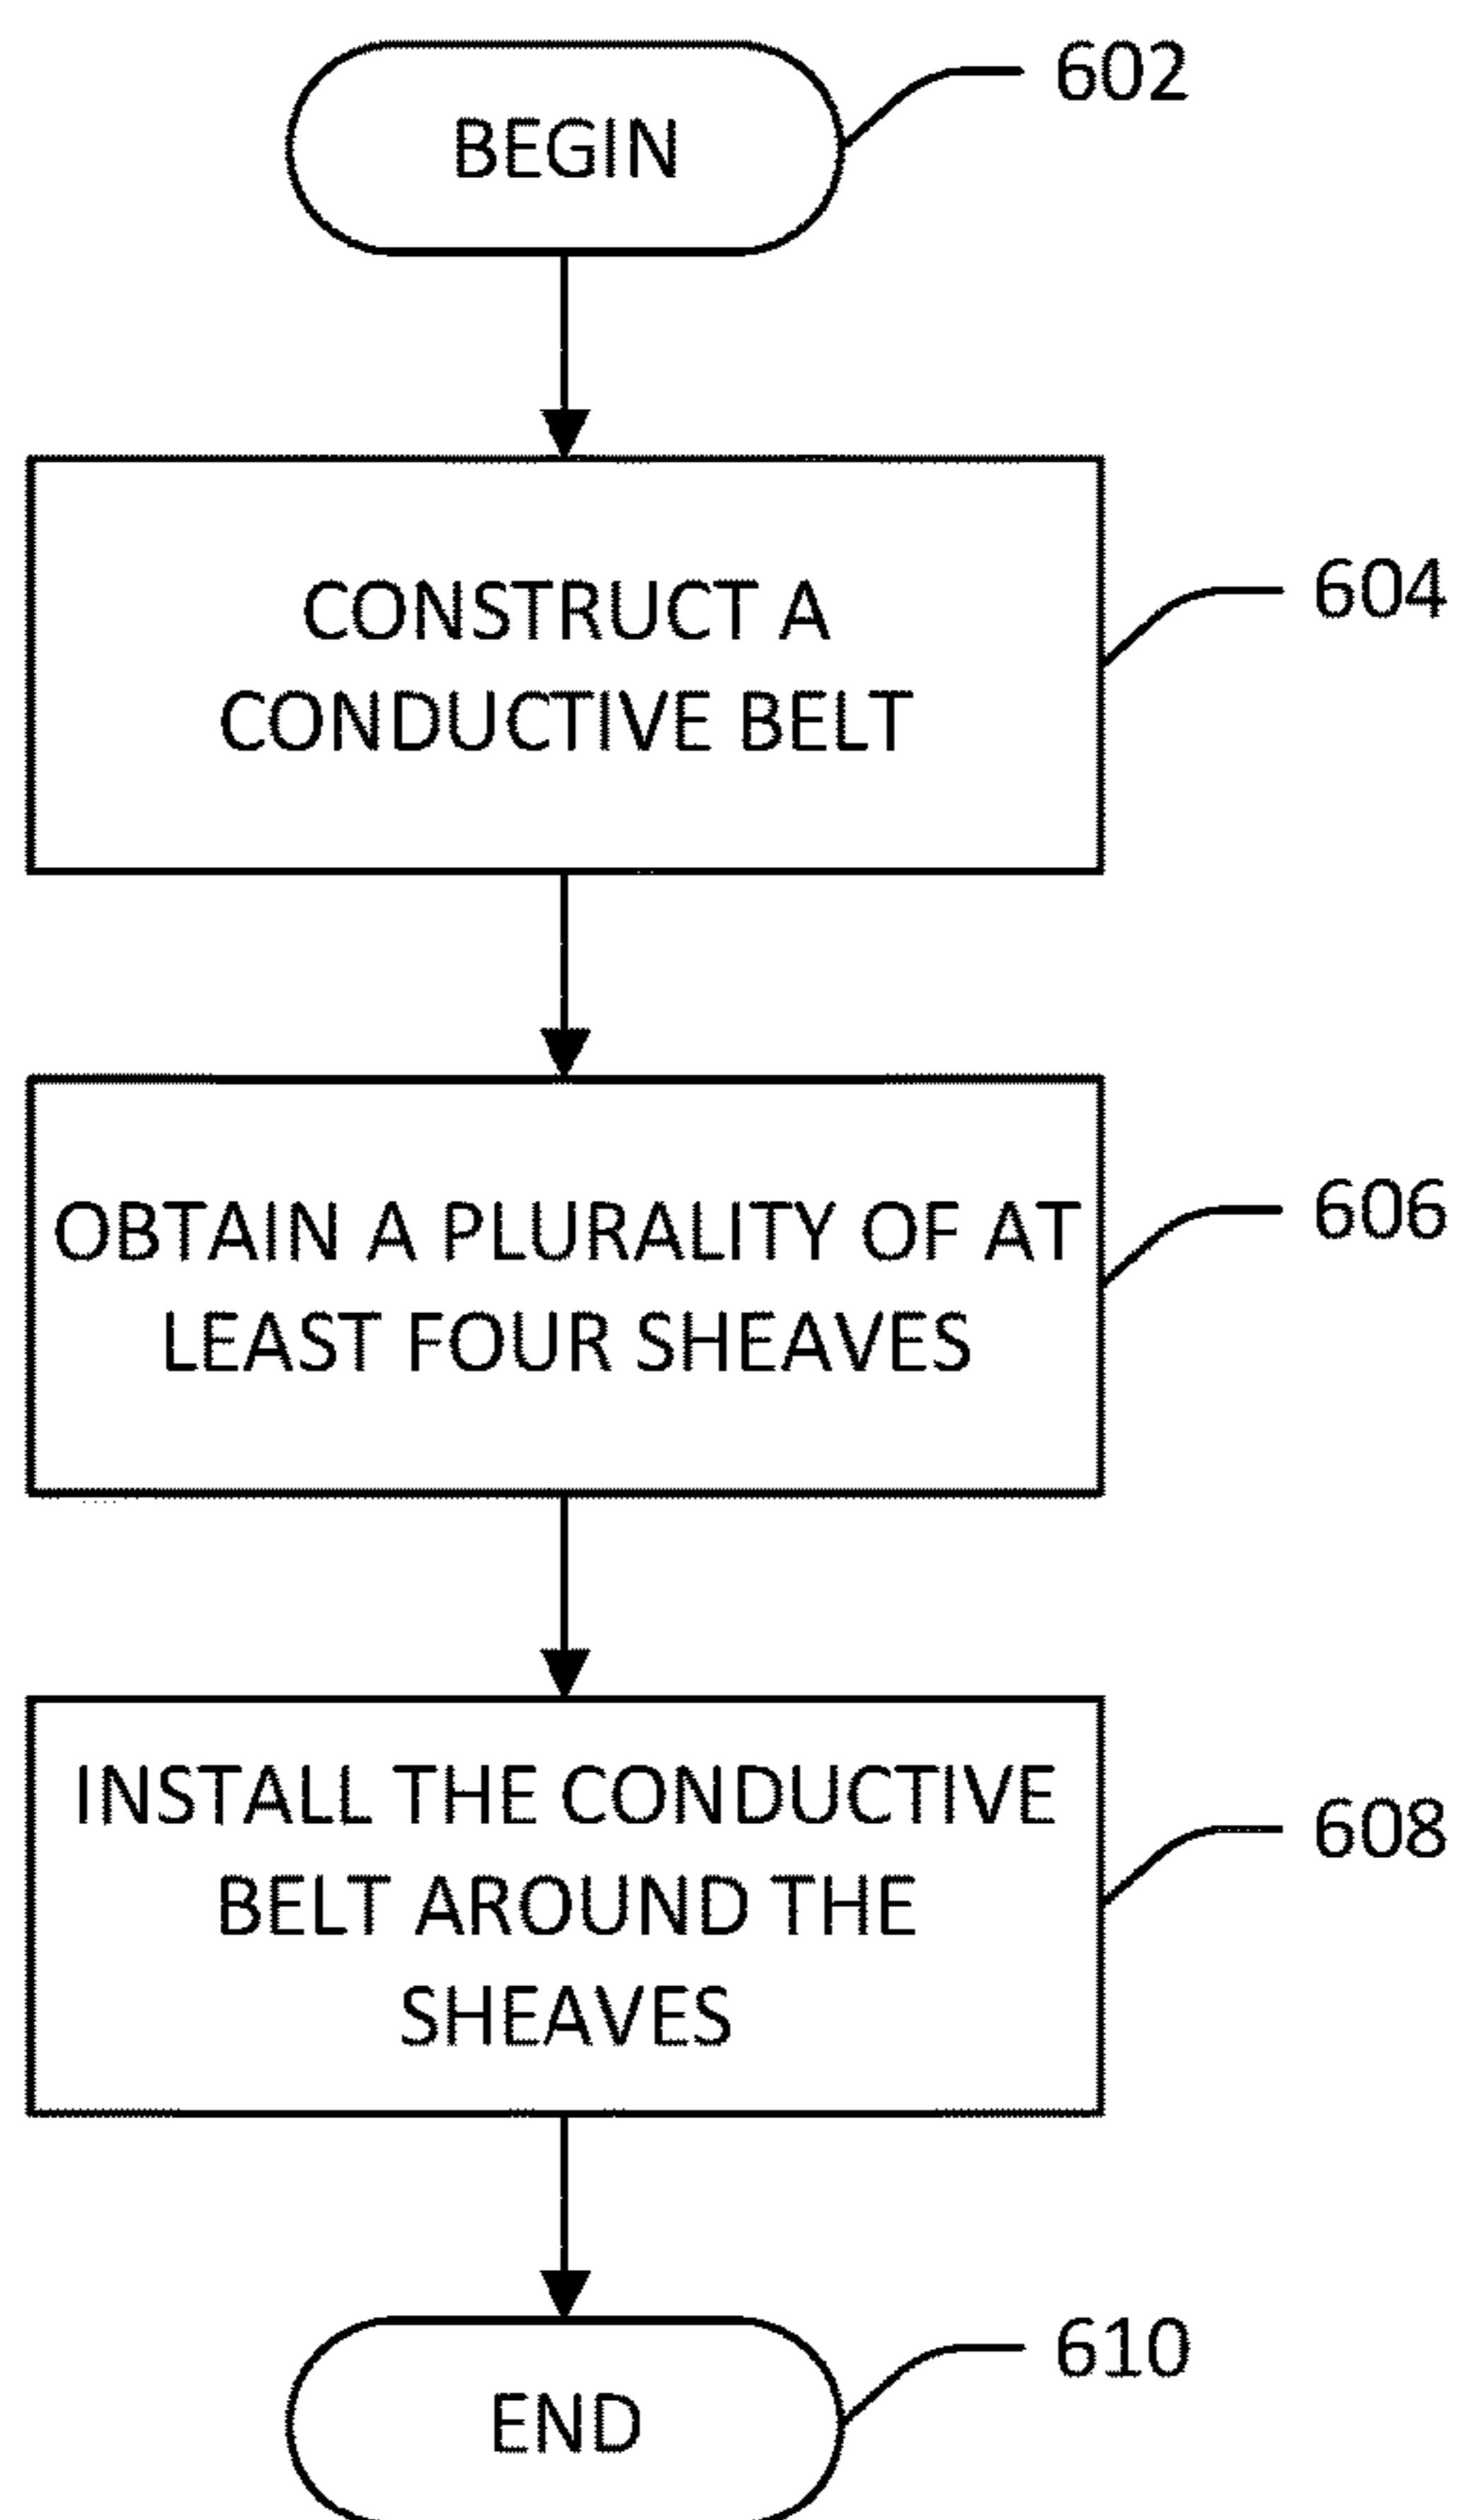 BEGIN
602
CONSTRUCT A
CONDUCTIVE BELT
604
OBTAIN A PLURALITY OF AT
LEAST FOUR SHEAVES
606
INSTALL THE CONDUCTIVE
BELT AROUND THE
SHEAVES
608
END
610